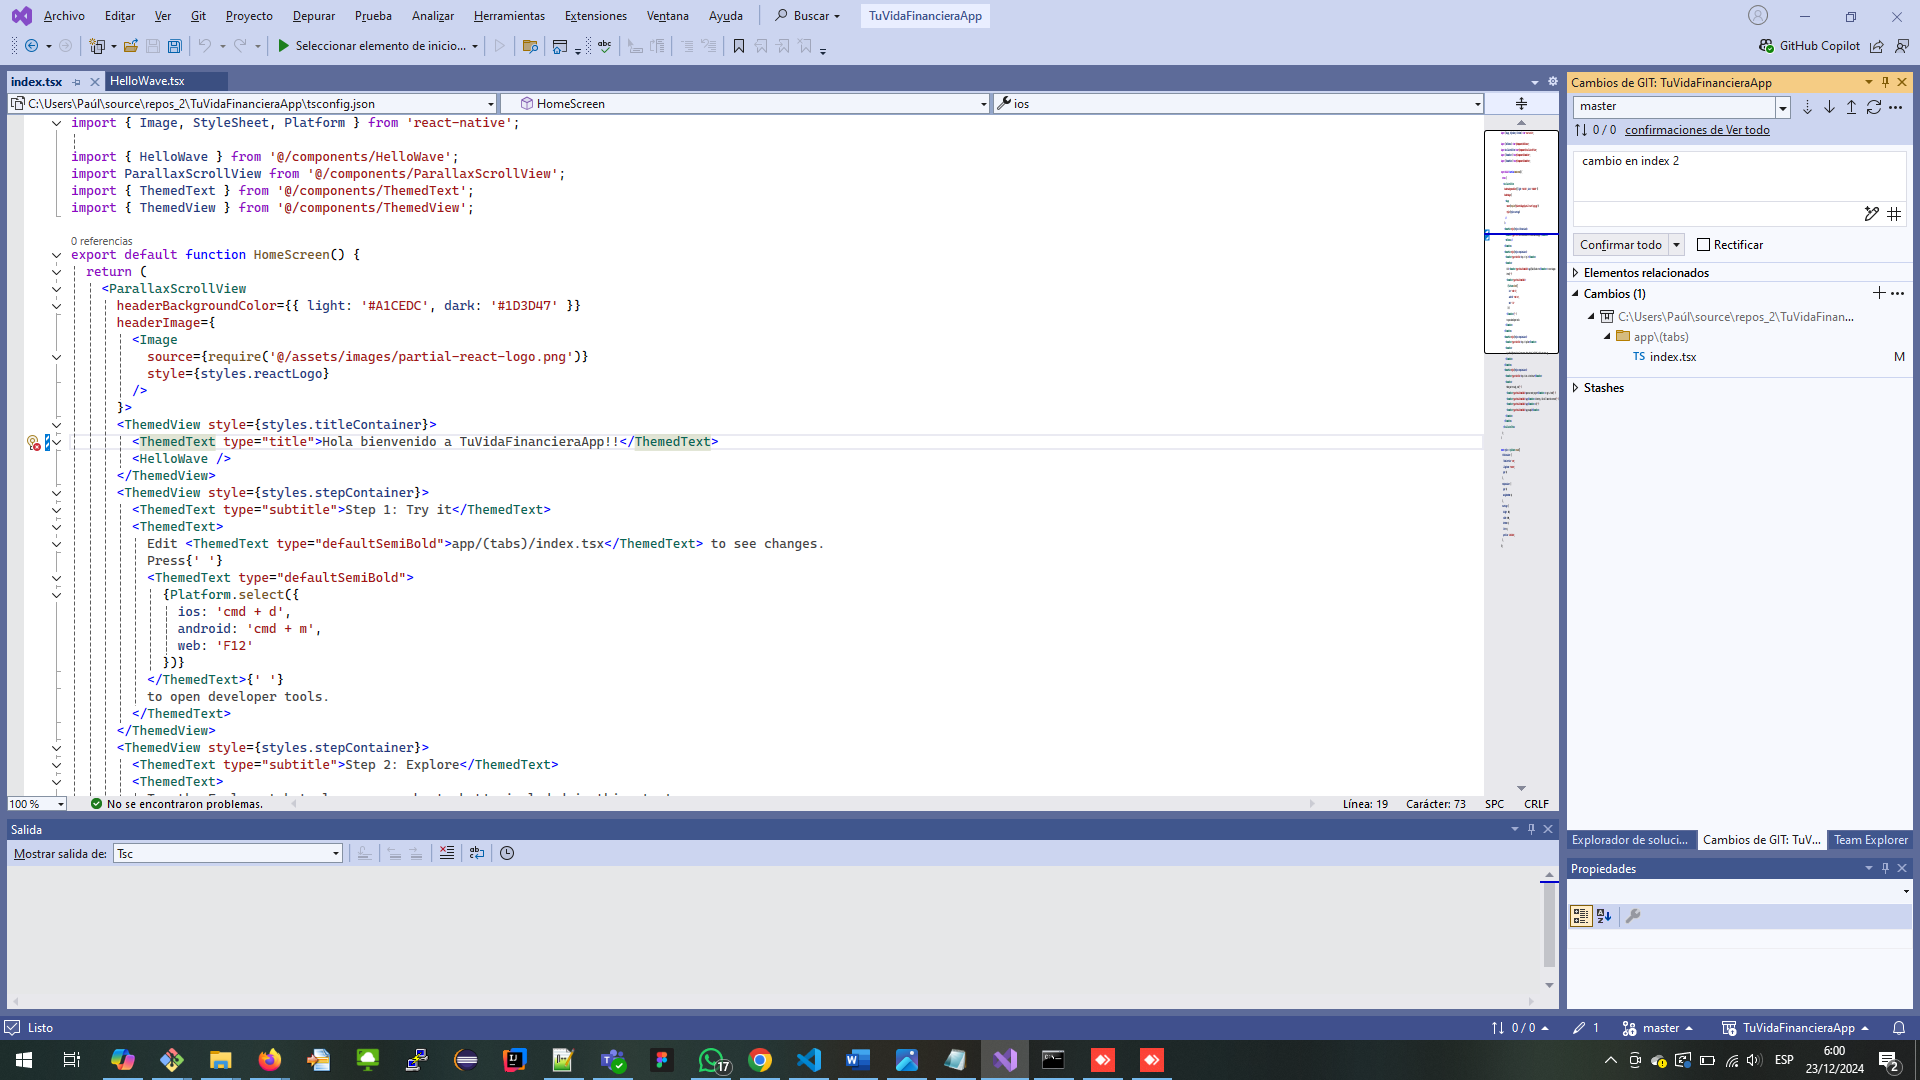 Archivo Editar Ver Git Proyecto Depurar Prueba Analizar Herramientas Extensiones Ventana Ayuda Buscar TuVidaFinancieraApp
Seleccionar elemento de inicio... GitHub Copilot
index.tsx HelloWave.tsx
C:\Users\Paúl\source\repos_2\TuVidaFinancieraApp\tsconfig.json HomeScreen ios
import { Image, StyleSheet, Platform } from 'react-native';
import { HelloWave } from '@/components/HelloWave';
import ParallaxScrollView from '@/components/ParallaxScrollView';
import { ThemedText } from '@/components/ThemedText';
import { ThemedView } from '@/components/ThemedView';
0 referencias
export default function HomeScreen() {
return (
<ParallaxScrollView
headerBackgroundColor={{ light: '#A1CEDC', dark: '#1D3D47' }}
headerImage={
<Image
source={require('@/assets/images/partial-react-logo.png')}
style={styles.reactLogo}
/>
}>
<ThemedView style={styles.titleContainer}>
<ThemedText type="title">Hola bienvenido a TuVidaFinancieraApp!!</ThemedText>
<HelloWave />
</ThemedView>
<ThemedView style={styles.stepContainer}>
<ThemedText type="subtitle">Step 1: Try it</ThemedText>
<ThemedText>
Edit <ThemedText type="defaultSemiBold">app/(tabs)/index.tsx</ThemedText> to see changes.
Press{' '}
<ThemedText type="defaultSemiBold">
{Platform.select({
ios: 'cmd + d',
android: 'cmd + m',
web: 'F12'
})}
</ThemedText>{' '}
to open developer tools.
</ThemedText>
</ThemedView>
<ThemedView style={styles.stepContainer}>
<ThemedText type="subtitle">Step 2: Explore</ThemedText>
<ThemedText>
100 % No se encontraron problemas. Línea: 19 Carácter: 73 SPC CRLF
Salida
Mostrar salida de: Tsc
Cambios de GIT: TuVidaFinancieraApp
master
0 / 0 confirmaciones de Ver todo
cambio en index 2
Confirmar todo Rectificar
Elementos relacionados
Cambios (1)
C:\Users\Paúl\source\repos_2\TuVidaFinan...
app\(tabs)
TS index.tsx M
Stashes
Explorador de soluci... Cambios de GIT: TuV... Team Explorer
Propiedades
Listo 0 / 0 1 master TuVidaFinancieraApp
17 ESP 6:00
23/12/2024 2